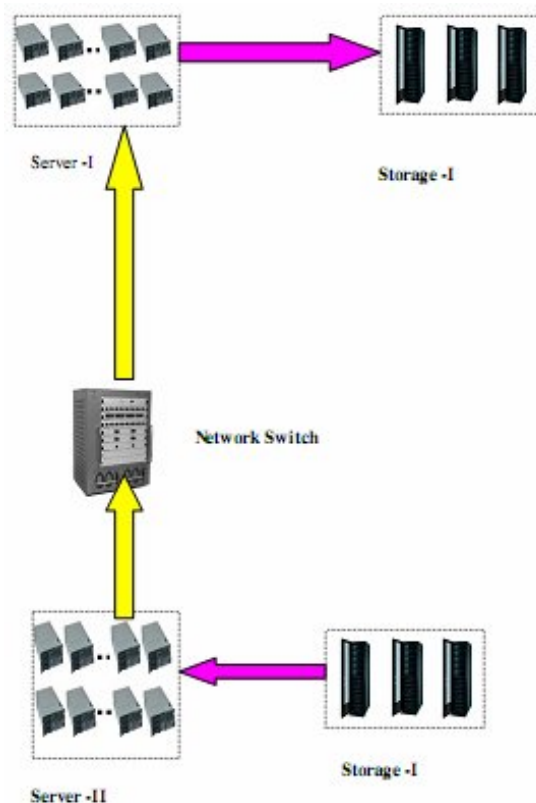 Server -I
Storage -I
Network Switch
Storage -I
Server -II